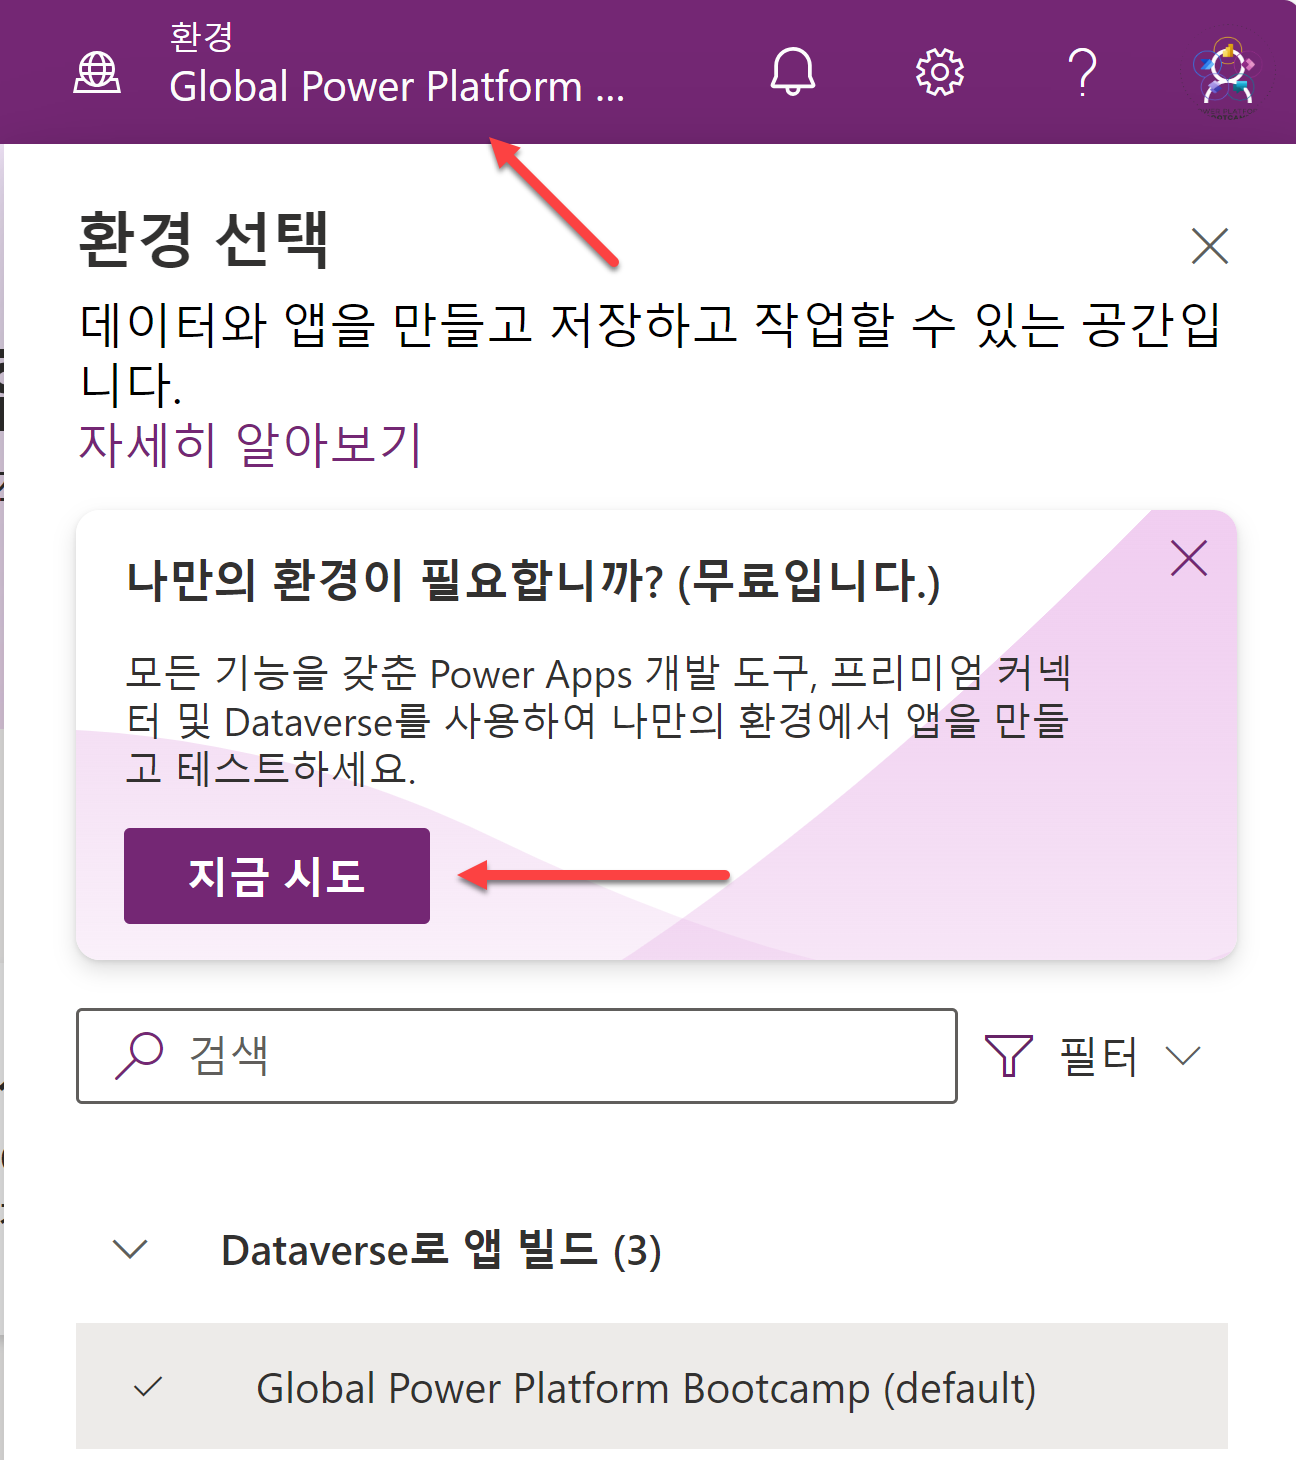 환경
Global Power Platform ...
환경 선택
데이터와 앱을 만들고 저장하고 작업할 수 있는 공간입
니다.
자세히 알아보기
나만의 환경이 필요합니까? (무료입니다.)
모든 기능을 갖춘 Power Apps 개발 도구, 프리미엄 커넥
터 및 Dataverse를 사용하여 나만의 환경에서 앱을 만들
고 테스트하세요.
지금 시도
검색
필터
Dataverse로 앱 빌드 (3)
Global Power Platform Bootcamp (default)